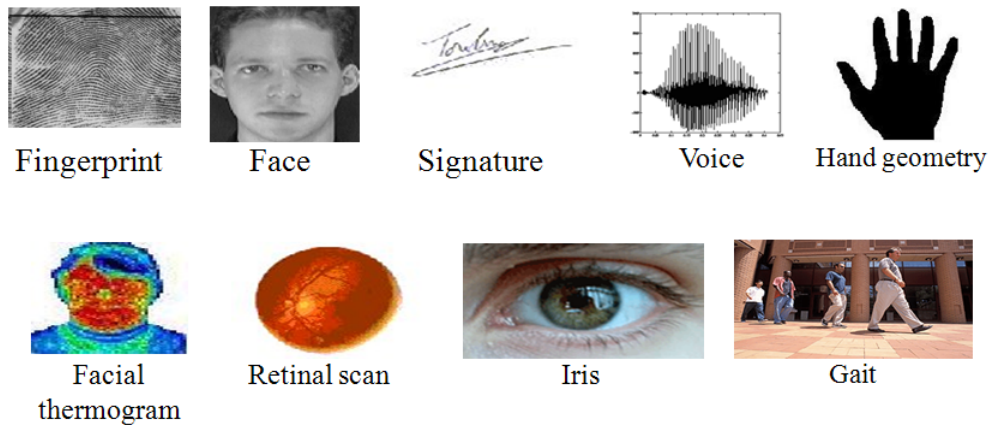 Fingerprint
Face
Signature
Voice
Hand geometry
Facial
thermogram
Retinal scan
Iris
Gait